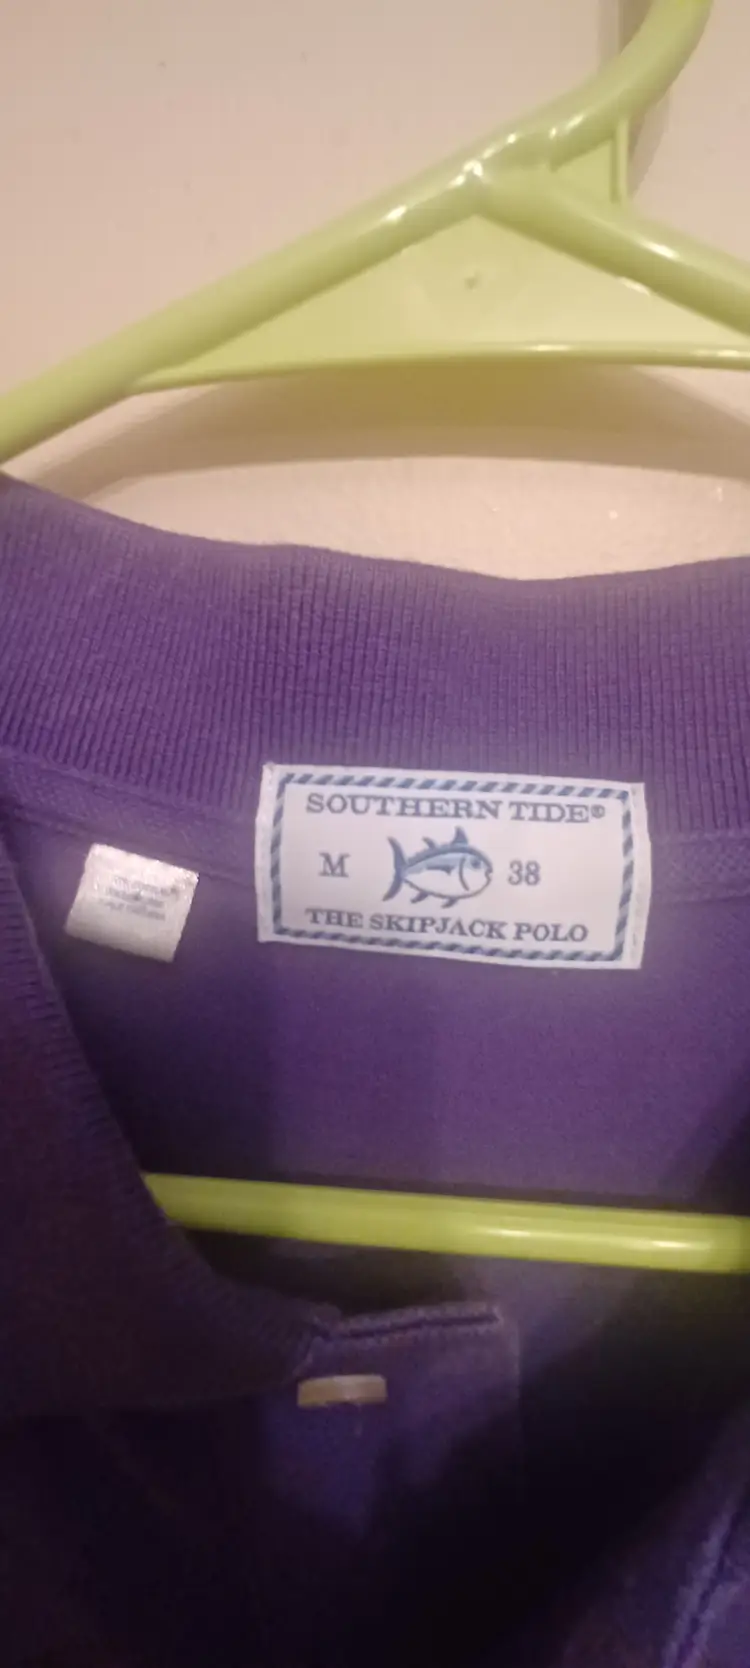 SOUTHERN TIDE®
M 38
THE SKIPJACK POLO